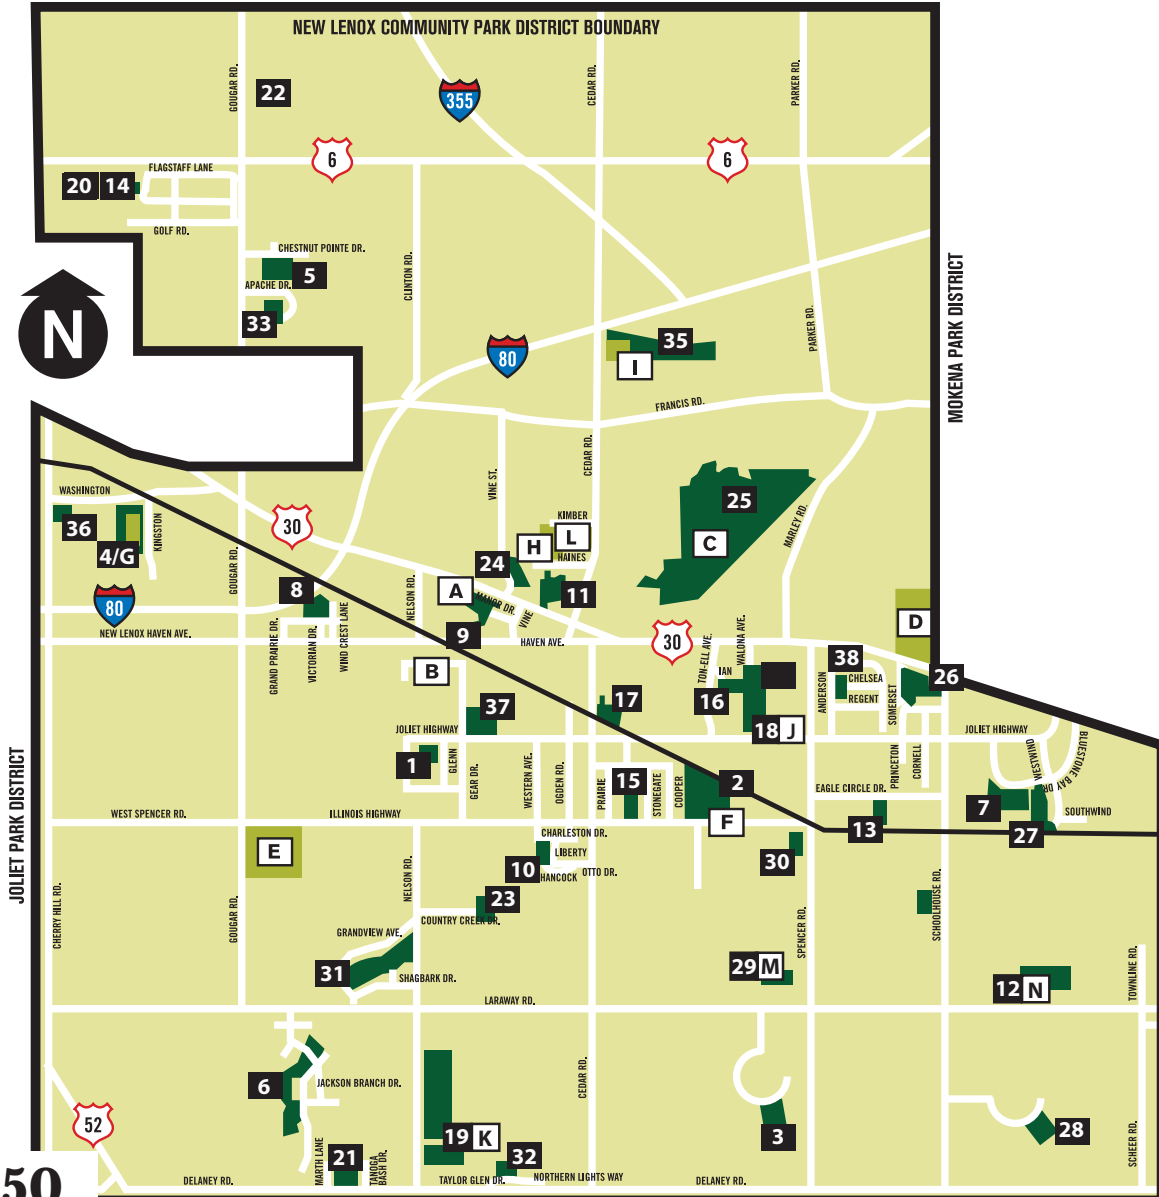 NEW LENOX COMMUNITY PARK DISTRICT BOUNDARY
GOUGAR RD.
22
355
CEDAR RD.
PARKER RD.
6
6
FLAGSTAFF LANE
20 14
GOLF RD.
CHESTNUT POINTE DR.
5
APACHE DR.
33
CLINTON RD.
N
MOKENA PARK DISTRICT
80
35
I
PARKER RD.
FRANCIS RD.
CEDAR RD.
VINE ST.
WASHINGTON
36
4/G
KINGSTON
30
GOUGAR RD.
KIMBER
H
L
HAINES
25
C
MARLEY RD.
24
A
11
80
8
NELSON RD.
MANOR DR.
VINE
NEW LENOX HAVEN AVE.
GRAND PRAIRIE DR.
VICTORIAN DR.
WIND CREST LANE
9
HAVEN AVE.
30
TON-ELL AVE.
WALONA AVE.
D
B
IAN
38
CHELSEA
REGENT
26
ANDERSON
SOMERSET
16
17
37
18 J
JOLIET HIGHWAY
JOLIET HIGHWAY
1
GLENN
GEAR DR.
WESTERN AVE.
OGDEN RD.
PRAIRIE
15
STONEGATE
COOPER
2
F
PRINCETON
CORNELL
WESTWIND
BLUESTONE BAY DR.
EAGLE CIRCLE DR.
7
SOUTHWIND
13
27
JOLIET PARK DISTRICT
WEST SPENCER RD.
ILLINOIS HIGHWAY
E
CHARLESTON DR.
LIBERTY
10
HANCOCK
OTTO DR.
30
CHERRY HILL RD.
GOUGAR RD.
NELSON RD.
23
COUNTRY CREEK DR.
GRANDVIEW AVE.
31
SHAGBARK DR.
SPENCER RD.
SCHOOLHOUSE RD.
29 M
12 N
TOWNLINE RD.
LARAWAY RD.
6
JACKSON BRANCH DR.
CEDAR RD.
52
19 K
3
28
SCHEER RD.
MARTH LANE
21
TANOGA
BASH DR.
32
TAYLOR GLEN DR.
NORTHERN LIGHTS WAY
DELANEY RD.
DELANEY RD.
50